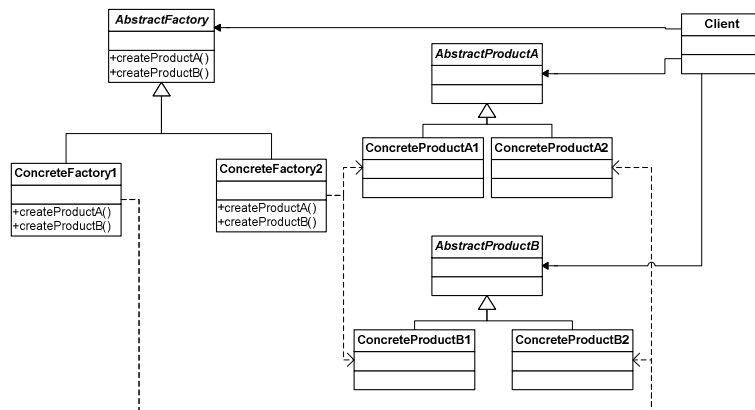 AbstractFactory
+createProductA()
+createProductB()
Client
AbstractProductA
ConcreteProductA1
ConcreteProductA2
ConcreteFactory1
+createProductA()
+createProductB()
ConcreteFactory2
+createProductA()
+createProductB()
AbstractProductB
ConcreteProductB1
ConcreteProductB2